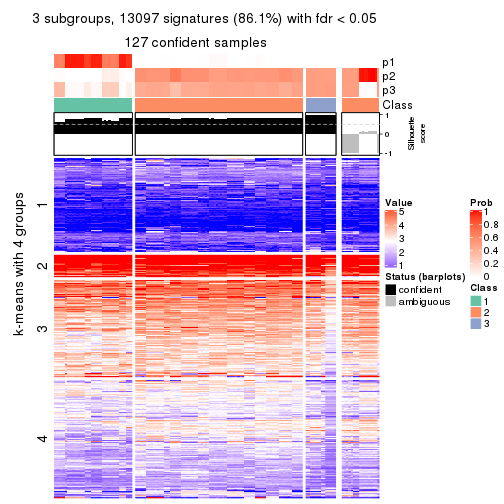 3 subgroups, 13097 signatures (86.1%) with fdr < 0.05
127 confident samples
p1
p2
p3
Class
1
0
-1
Silhouette
score
k-means with 4 groups
1
2
3
4
Value
5
4
3
2
1
Status (barplots)
confident
ambiguous
Prob
1
0.8
0.6
0.4
0.2
0
Class
1
2
3